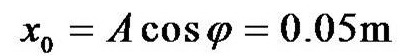 x₀ = A cos φ = 0.05m